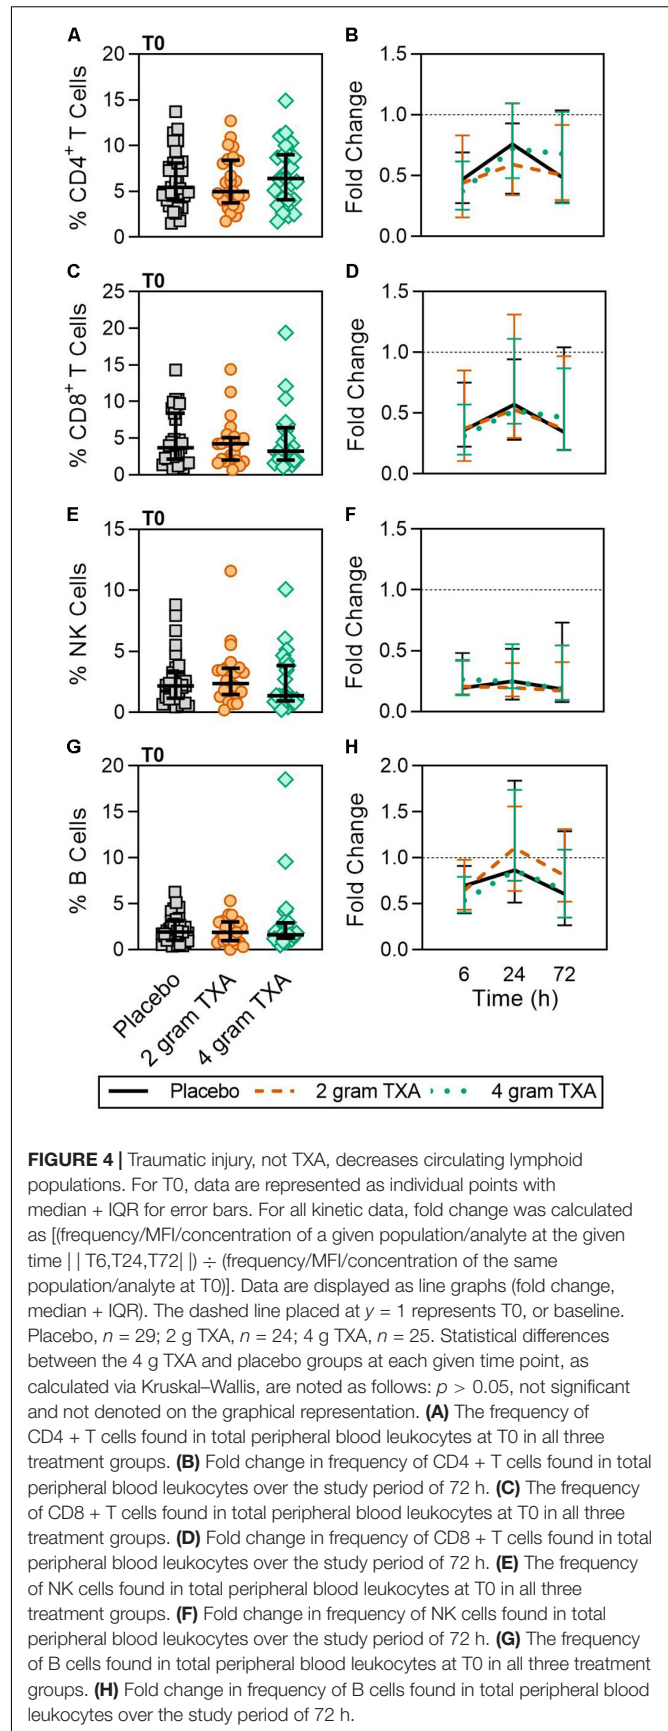 A
T0
20
15
10
5
0
% CD4+ T Cells
B
1.5
1.0
0.5
0.0
Fold Change
C
T0
25
20
15
10
5
0
% CD8+ T Cells
D
1.5
1.0
0.5
0.0
Fold Change
E
T0
15
10
5
0
% NK Cells
F
1.5
1.0
0.5
0.0
Fold Change
G
T0
20
15
10
5
0
% B Cells
Placebo
2 gram TXA
4 gram TXA
H
2.0
1.5
1.0
0.5
0.0
Fold Change
6 24 72
Time (h)
Placebo 2 gram TXA 4 gram TXA
FIGURE 4 | Traumatic injury, not TXA, decreases circulating lymphoid
populations. For T0, data are represented as individual points with
median + IQR for error bars. For all kinetic data, fold change was calculated
as [(frequency/MFI/concentration of a given population/analyte at the given
time | | T6,T24,T72| |) ÷ (frequency/MFI/concentration of the same
population/analyte at T0)]. Data are displayed as line graphs (fold change,
median + IQR). The dashed line placed at y = 1 represents T0, or baseline.
Placebo, n = 29; 2 g TXA, n = 24; 4 g TXA, n = 25. Statistical differences
between the 4 g TXA and placebo groups at each given time point, as
calculated via Kruskal–Wallis, are noted as follows: p > 0.05, not significant
and not denoted on the graphical representation. (A) The frequency of
CD4 + T cells found in total peripheral blood leukocytes at T0 in all three
treatment groups. (B) Fold change in frequency of CD4 + T cells found in total
peripheral blood leukocytes over the study period of 72 h. (C) The frequency
of CD8 + T cells found in total peripheral blood leukocytes at T0 in all three
treatment groups. (D) Fold change in frequency of CD8 + T cells found in total
peripheral blood leukocytes over the study period of 72 h. (E) The frequency
of NK cells found in total peripheral blood leukocytes at T0 in all three
treatment groups. (F) Fold change in frequency of NK cells found in total
peripheral blood leukocytes over the study period of 72 h. (G) The frequency
of B cells found in total peripheral blood leukocytes at T0 in all three treatment
groups. (H) Fold change in frequency of B cells found in total peripheral blood
leukocytes over the study period of 72 h.